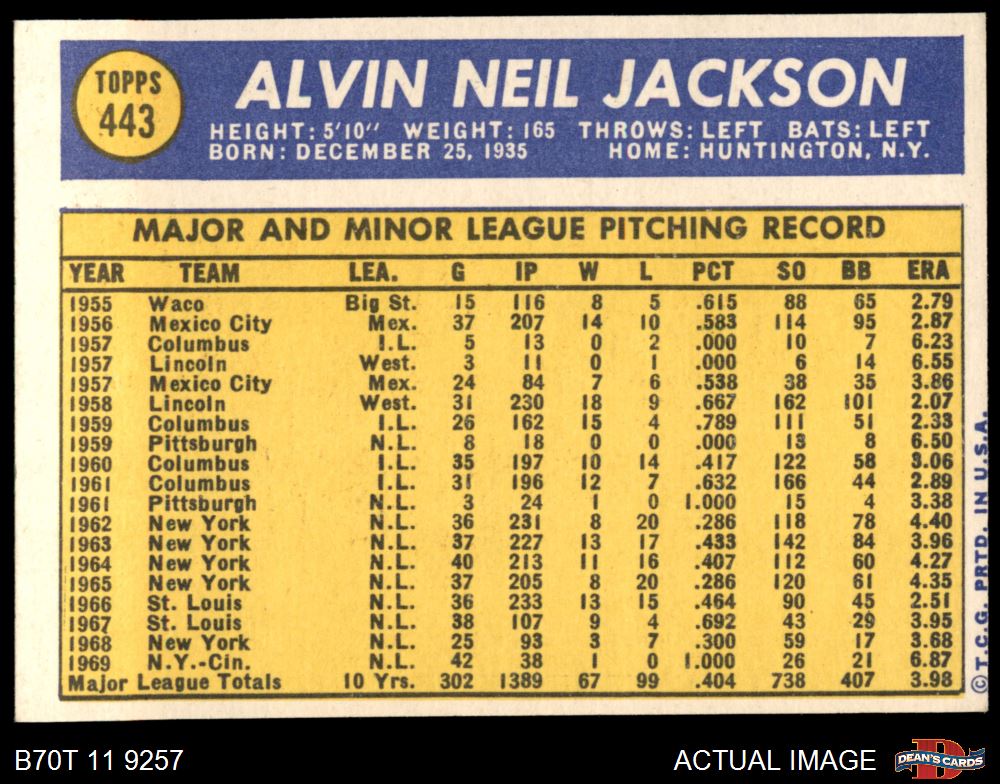 TOPPS
443
ALVIN NEIL JACKSON
HEIGHT: 5'10" WEIGHT: 165 THROWS: LEFT BATS: LEFT
BORN: DECEMBER 25, 1935 HOME: HUNTINGTON, N.Y.
MAJOR AND MINOR LEAGUE PITCHING RECORD
YEAR TEAM LEA. G IP W L PCT SO BB ERA
1955 Waco Big St. 15 116 8 5 .615 88 65 2.79
1956 Mexico City Mex. 37 207 14 10 .583 114 95 2.87
1957 Columbus I.L. 5 13 0 2 .000 10 7 6.23
1957 Lincoln West. 3 11 0 1 .000 6 14 6.55
1957 Mexico City Mex. 24 84 7 6 .538 38 35 3.86
1958 Lincoln West. 31 230 18 9 .667 162 101 2.07
1959 Columbus I.L. 26 162 15 4 .789 111 51 2.33
1959 Pittsburgh N.L. 8 18 0 0 .000 13 8 6.50
1960 Columbus I.L. 35 197 10 14 .417 122 58 3.06
1961 Columbus I.L. 31 196 12 7 .632 166 44 2.89
1961 Pittsburgh N.L. 3 24 1 0 1.000 15 4 3.38
1962 New York N.L. 36 231 8 20 .286 118 78 4.40
1963 New York N.L. 37 227 13 17 .433 142 84 3.96
1964 New York N.L. 40 213 11 16 .407 112 60 4.27
1965 New York N.L. 37 205 8 20 .286 120 61 4.35
1966 St. Louis N.L. 36 233 13 15 .464 90 45 2.51
1967 St. Louis N.L. 38 107 9 4 .692 43 29 3.95
1968 New York N.L. 25 93 3 7 .300 59 17 3.68
1969 N.Y.-Cin. N.L. 42 38 1 0 1.000 26 21 6.87
Major League Totals 10 Yrs. 302 1389 67 99 .404 738 407 3.98
©T.C.G. PRTD. IN U.S.A.
B70T 11 9257
ACTUAL IMAGE
DEAN'S CARDS